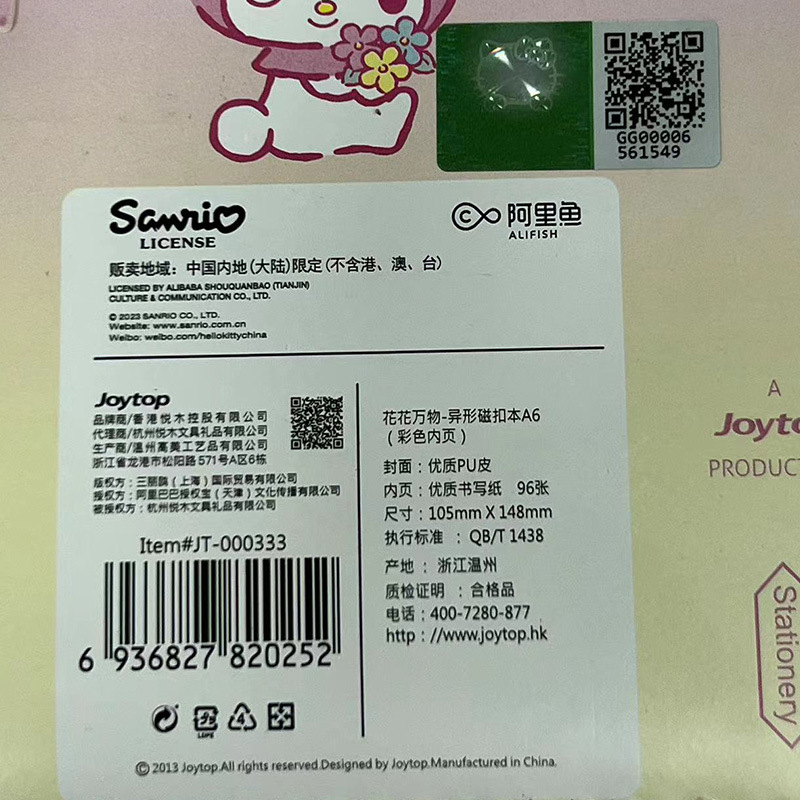 GG00006
561549
Sanrio
LICENSE
阿里鱼
ALIFISH
贩卖地域：中国内地(大陆)限定(不含港、澳、台)
LICENSED BY ALIBABA SHOUQUANBAO (TIANJIN)
CULTURE & COMMUNICATION CO., LTD.
© 2023 SANRIO CO., LTD.
Website: www.sanrio.com.cn
Weibo: weibo.com/hellokittychina
Joytop
品牌商/香港悦木控股有限公司
代理商/杭州悦木文具礼品有限公司
生产商/温州高美工艺品有限公司
浙江省龙港市松阳路571号A区6栋
版权方：三丽鸥（上海）国际贸易有限公司
授权方：阿里巴巴授权宝（天津）文化传播有限公司
被授权方：杭州悦木文具礼品有限公司
Item#JT-000333
6 936827 820252
LDPE
4
© 2013 Joytop.All rights reserved.Designed by Joytop.Manufactured in China.
花花万物-异形磁扣本A6
（彩色内页）
封面：优质PU皮
内页：优质书写纸 96张
尺寸：105mm X 148mm
执行标准 ： QB/T 1438
产地 ： 浙江温州
质检证明 ：合格品
电话：400-7280-877
http：//www.joytop.hk
A
Joyto
PRODUCT
Stationery